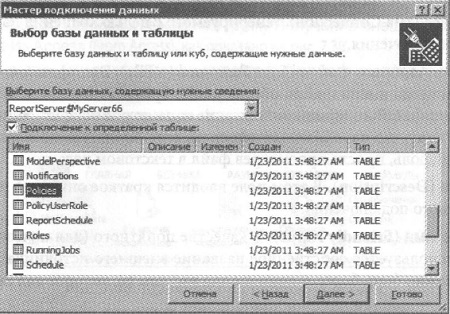 Мастер подключения данных
Выбор базы данных и таблицы
Выберите базу данных и таблицу или куб, содержащие нужные данные.
Выберите базу данных, содержащую нужные сведения:
ReportServer$MyServer66
Подключение к определенной таблице:
Имя Описание Изменен Создан Тип
ModelPerspective 1/23/2011 3:48:27 AM TABLE
Notifications 1/23/2011 3:48:27 AM TABLE
Policies 1/23/2011 3:48:27 AM TABLE
PolicyUserRole 1/23/2011 3:48:27 AM TABLE
ReportSchedule 1/23/2011 3:48:27 AM TABLE
Roles 1/23/2011 3:48:27 AM TABLE
RunningJobs 1/23/2011 3:48:27 AM TABLE
Schedule 1/23/2011 3:48:27 AM TABLE
Отмена < Назад Далее > Готово